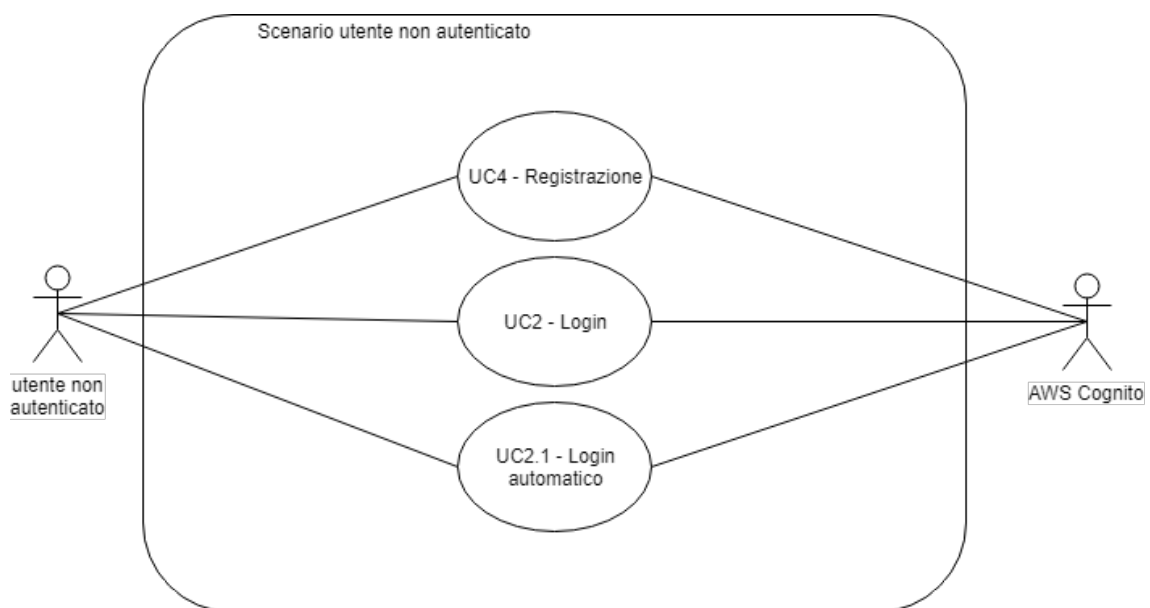 Scenario utente non autenticato
UC4 - Registrazione
UC2 - Login
UC2.1 - Login
automatico
utente non
autenticato
AWS Cognito